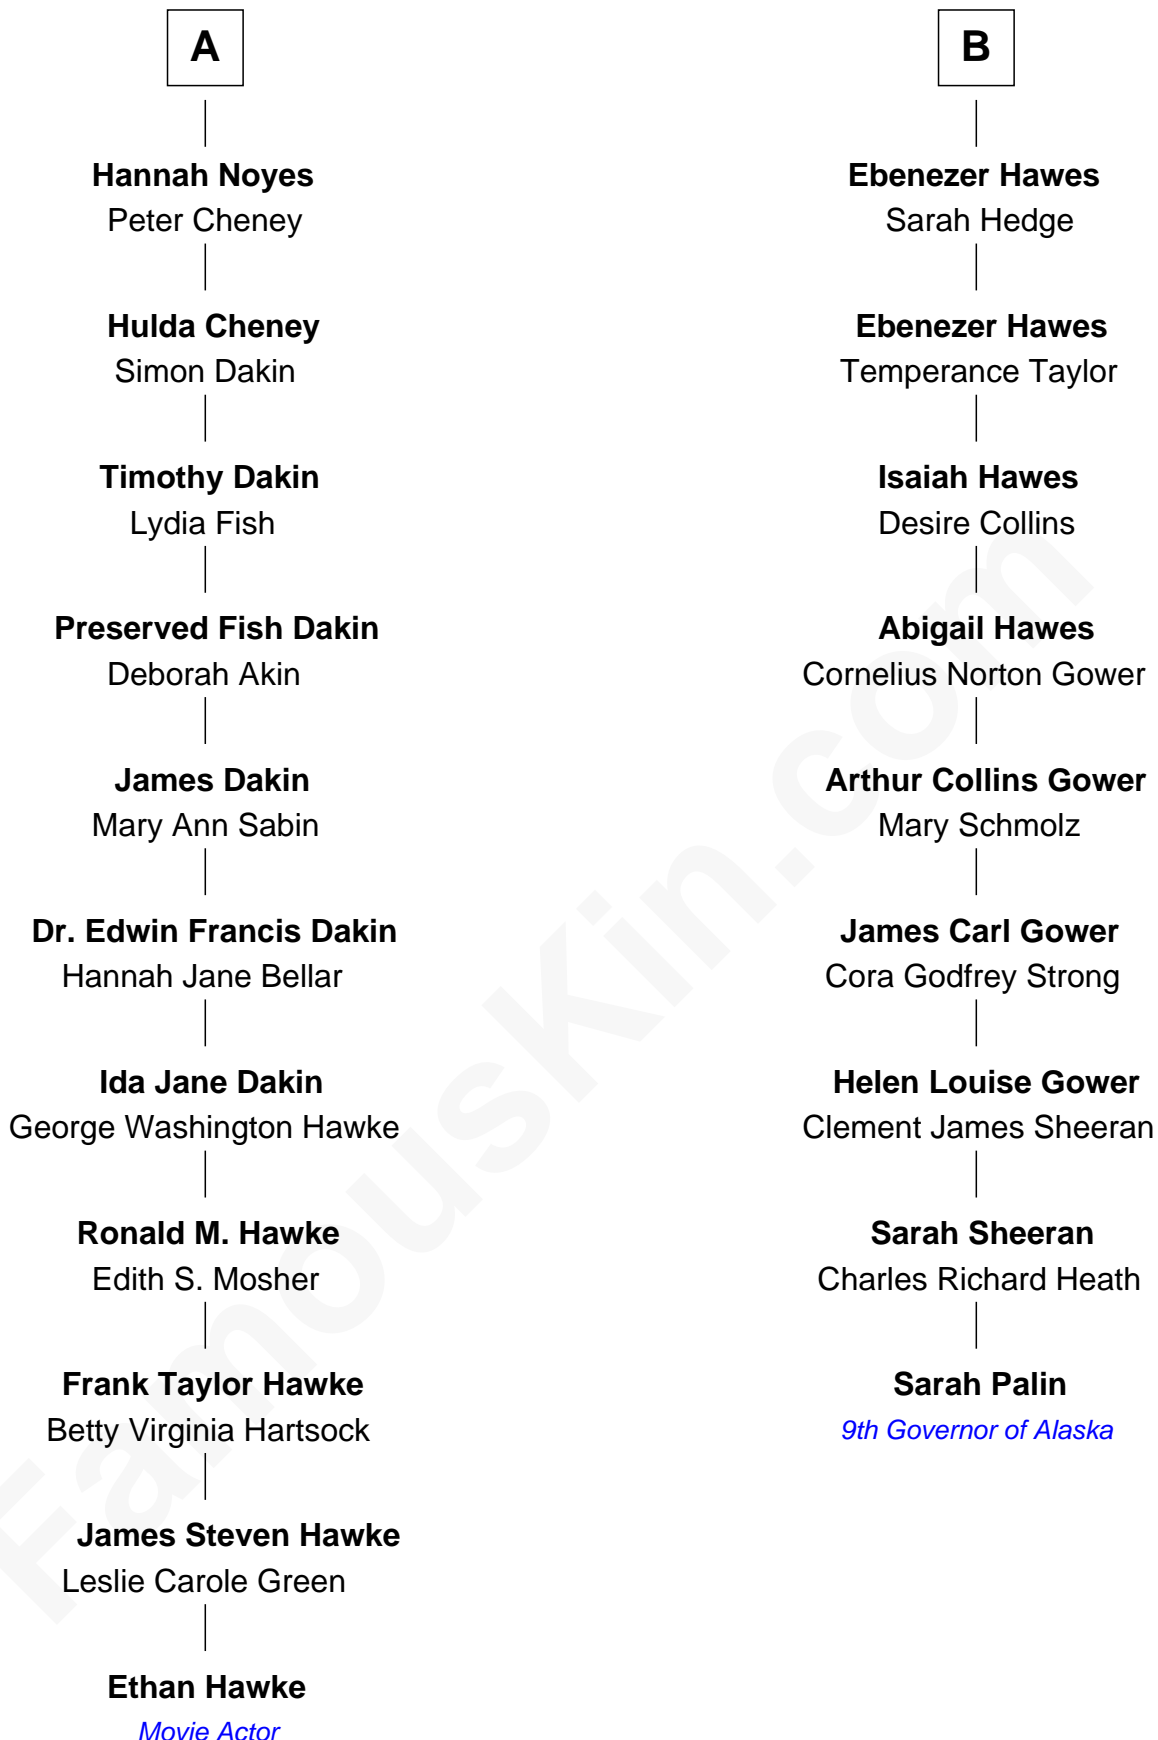 A
Hannah Noyes
Peter Cheney
Hulda Cheney
Simon Dakin
Timothy Dakin
Lydia Fish
Preserved Fish Dakin
Deborah Akin
James Dakin
Mary Ann Sabin
Dr. Edwin Francis Dakin
Hannah Jane Bellar
Ida Jane Dakin
George Washington Hawke
Ronald M. Hawke
Edith S. Mosher
Frank Taylor Hawke
Betty Virginia Hartsock
James Steven Hawke
Leslie Carole Green
Ethan Hawke
Movie Actor
B
Ebenezer Hawes
Sarah Hedge
Ebenezer Hawes
Temperance Taylor
Isaiah Hawes
Desire Collins
Abigail Hawes
Cornelius Norton Gower
Arthur Collins Gower
Mary Schmolz
James Carl Gower
Cora Godfrey Strong
Helen Louise Gower
Clement James Sheeran
Sarah Sheeran
Charles Richard Heath
Sarah Palin
9th Governor of Alaska
FamousKin.com